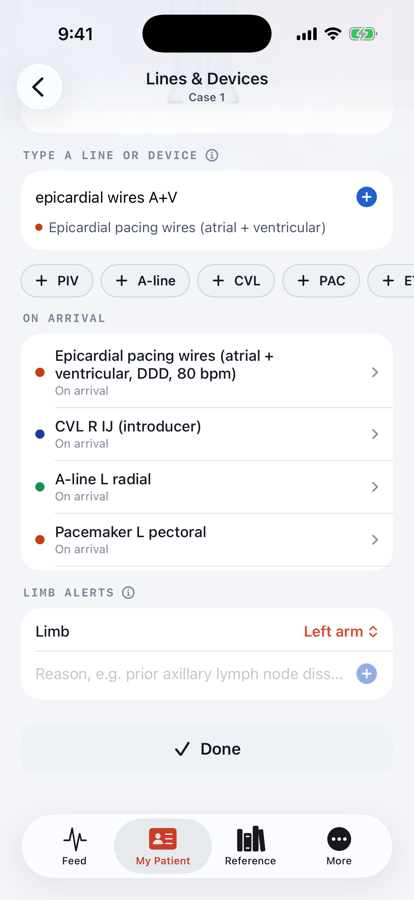 9:41
Lines & Devices
Case 1
TYPE A LINE OR DEVICE
epicardial wires A+V
Epicardial pacing wires (atrial + ventricular)
+ PIV + A-line + CVL + PAC +
ON ARRIVAL
Epicardial pacing wires (atrial +
ventricular, DDD, 80 bpm)
On arrival
CVL R IJ (introducer)
On arrival
A-line L radial
On arrival
Pacemaker L pectoral
On arrival
LIMB ALERTS
Limb
Left arm
Reason, e.g. prior axillary lymph node diss...
Done
Feed My Patient Reference More